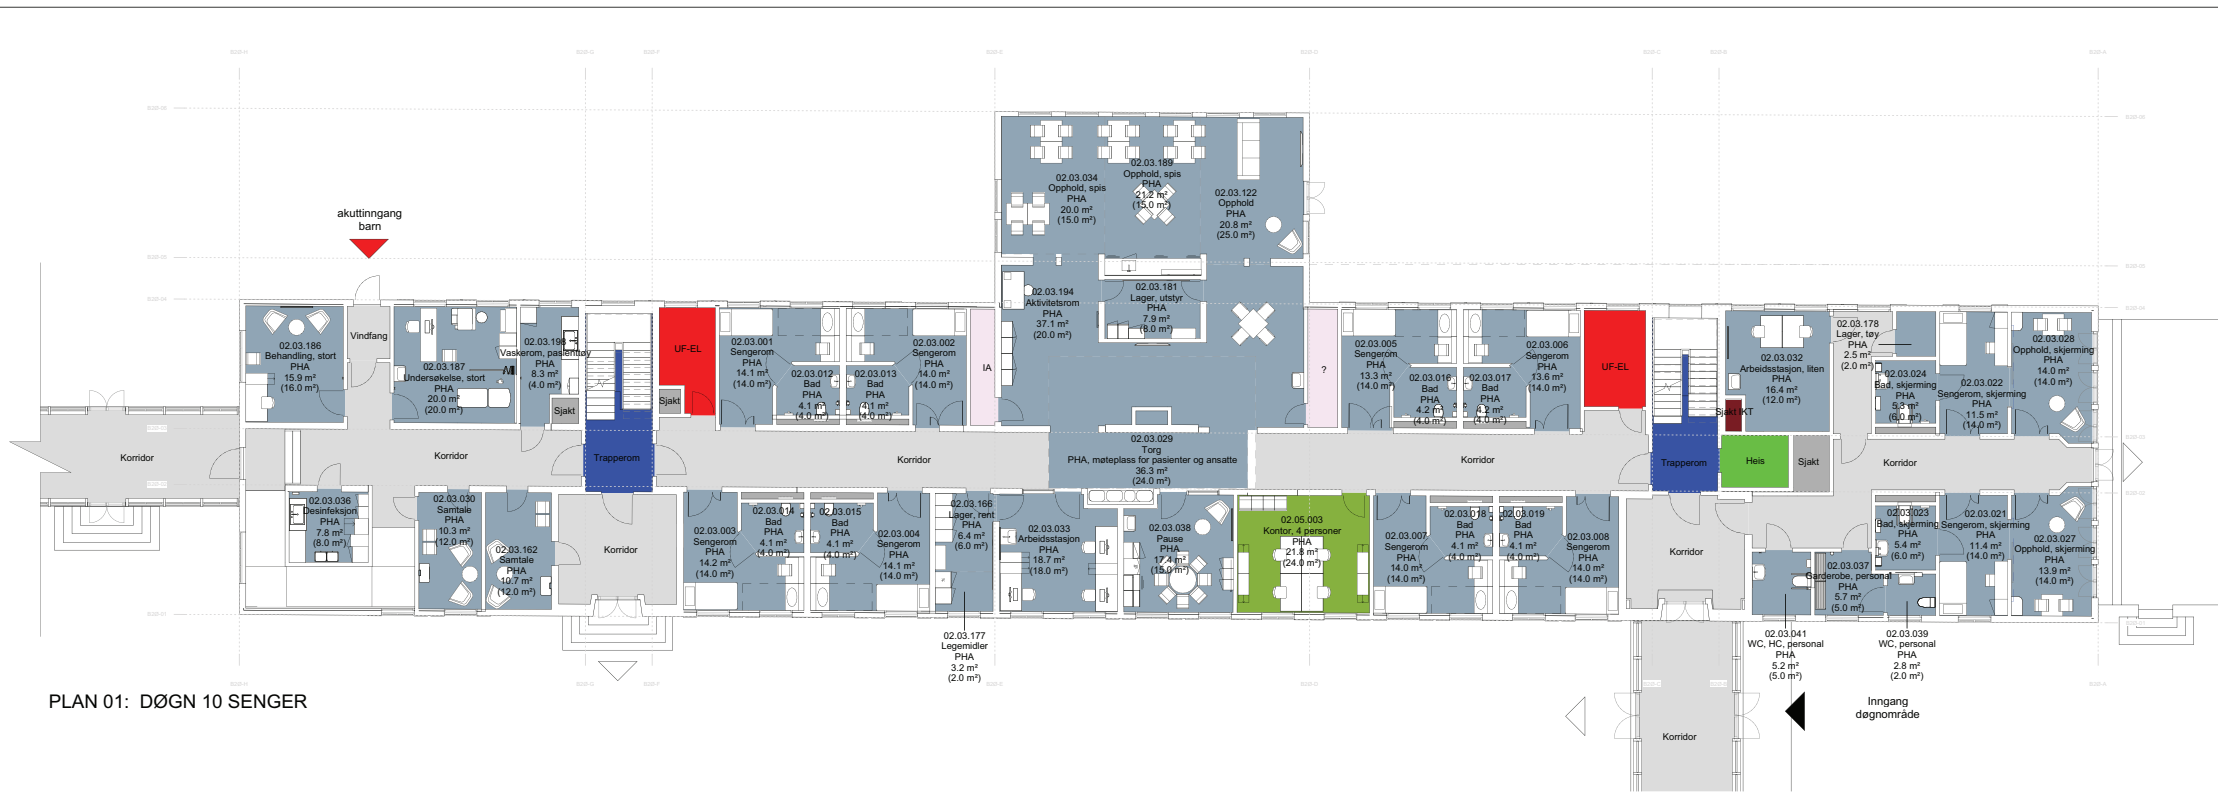 akuttinngang
barn
02.03.186
Behandling, stort
PHA
15.9 m²
(16.0 m²)
Vindfang
02.03.187
Undersøkelse, stort
PHA
20.0 m²
(20.0 m²)
02.03.198
Vaskerom, pasienttøy
PHA
8.3 m²
(4.0 m²)
Sjakt
Trapperom
UF-EL
Sjakt
02.03.001
Sengerom
PHA
14.1 m²
(14.0 m²)
02.03.012
Bad
PHA
4.1 m²
(4.0 m²)
02.03.013
Bad
PHA
4.1 m²
(4.0 m²)
02.03.002
Sengerom
PHA
14.0 m²
(14.0 m²)
IA
02.03.034
Opphold, spis
PHA
20.0 m²
(15.0 m²)
02.03.189
Opphold, spis
PHA
21.2 m²
(15.0 m²)
02.03.122
Opphold
PHA
20.8 m²
(25.0 m²)
02.03.194
Aktivitetsrom
PHA
37.1 m²
(20.0 m²)
02.03.181
Lager, utstyr
PHA
7.9 m²
(8.0 m²)
?
02.03.005
Sengerom
PHA
13.3 m²
(14.0 m²)
02.03.016
Bad
PHA
4.2 m²
(4.0 m²)
02.03.017
Bad
PHA
4.2 m²
(4.0 m²)
02.03.006
Sengerom
PHA
13.6 m²
(14.0 m²)
UF-EL
Trapperom
02.03.032
Arbeidsstasjon, liten
PHA
16.4 m²
(12.0 m²)
Sjakt IKT
Heis
Sjakt
02.03.178
Lager, tøy
PHA
2.5 m²
(2.0 m²)
02.03.024
Bad, skjerming
PHA
5.3 m²
(6.0 m²)
02.03.022
Sengerom, skjerming
PHA
11.5 m²
(14.0 m²)
02.03.028
Opphold, skjerming
PHA
14.0 m²
(14.0 m²)
Korridor
Korridor
Korridor
02.03.029
Torg
PHA, møteplass for pasienter og ansatte
36.3 m²
(24.0 m²)
Korridor
Korridor
02.03.036
Desinfeksjon
PHA
7.8 m²
(8.0 m²)
02.03.030
Samtale
PHA
10.3 m²
(12.0 m²)
02.03.162
Samtale
PHA
10.7 m²
(12.0 m²)
Korridor
02.03.003
Sengerom
PHA
14.2 m²
(14.0 m²)
02.03.014
Bad
PHA
4.1 m²
(4.0 m²)
02.03.015
Bad
PHA
4.1 m²
(4.0 m²)
02.03.004
Sengerom
PHA
14.1 m²
(14.0 m²)
02.03.166
Lager, rent
PHA
6.4 m²
(6.0 m²)
02.03.177
Legemidler
PHA
3.2 m²
(2.0 m²)
02.03.033
Arbeidsstasjon
PHA
18.7 m²
(18.0 m²)
02.03.038
Pause
PHA
17.4 m²
(15.0 m²)
02.05.003
Kontor, 4 personer
PHA
21.8 m²
(24.0 m²)
02.03.007
Sengerom
PHA
14.0 m²
(14.0 m²)
02.03.018
Bad
PHA
4.1 m²
(4.0 m²)
02.03.019
Bad
PHA
4.1 m²
(4.0 m²)
02.03.008
Sengerom
PHA
14.0 m²
(14.0 m²)
Korridor
02.03.041
WC, HC, personal
PHA
5.2 m²
(5.0 m²)
02.03.037
Garderobe, personal
PHA
5.7 m²
(5.0 m²)
02.03.023
Bad, skjerming
PHA
5.4 m²
(6.0 m²)
02.03.039
WC, personal
PHA
2.8 m²
(2.0 m²)
02.03.021
Sengerom, skjerming
PHA
11.4 m²
(14.0 m²)
02.03.027
Opphold, skjerming
PHA
13.9 m²
(14.0 m²)
Inngang
døgnområde
Korridor
PLAN 01: DØGN 10 SENGER